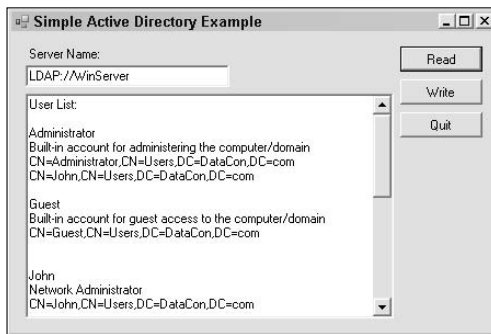 Simple Active Directory Example
Server Name:
LDAP://WinServer
Read
Write
Quit
User List:
Administrator
Built-in account for administering the computer/domain
CN=Administrator,CN=Users,DC=DataCon,DC=com
CN=John,CN=Users,DC=DataCon,DC=com
Guest
Built-in account for guest access to the computer/domain
CN=Guest,CN=Users,DC=DataCon,DC=com
John
Network Administrator
CN=John,CN=Users,DC=DataCon,DC=com